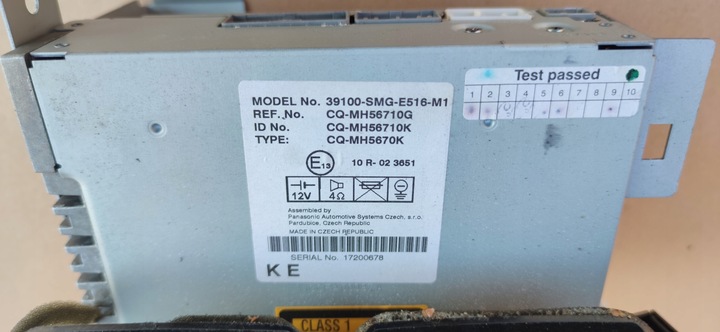 Test passed
1 2 3 4 5 6 7 8 9 10
MODEL No. 39100-SMG-E516-M1
REF. No. CQ-MH56710G
ID No. CQ-MH56710K
TYPE: CQ-MH5670K
E13 10 R- 02 3651
12V 4Ω
Assembled by
Panasonic Automotive Systems Czech, s.r.o.
Pardubice, Czech Republic
MADE IN CZECH REPUBLIC
SERIAL No. 17200678
KE
CLASS 1